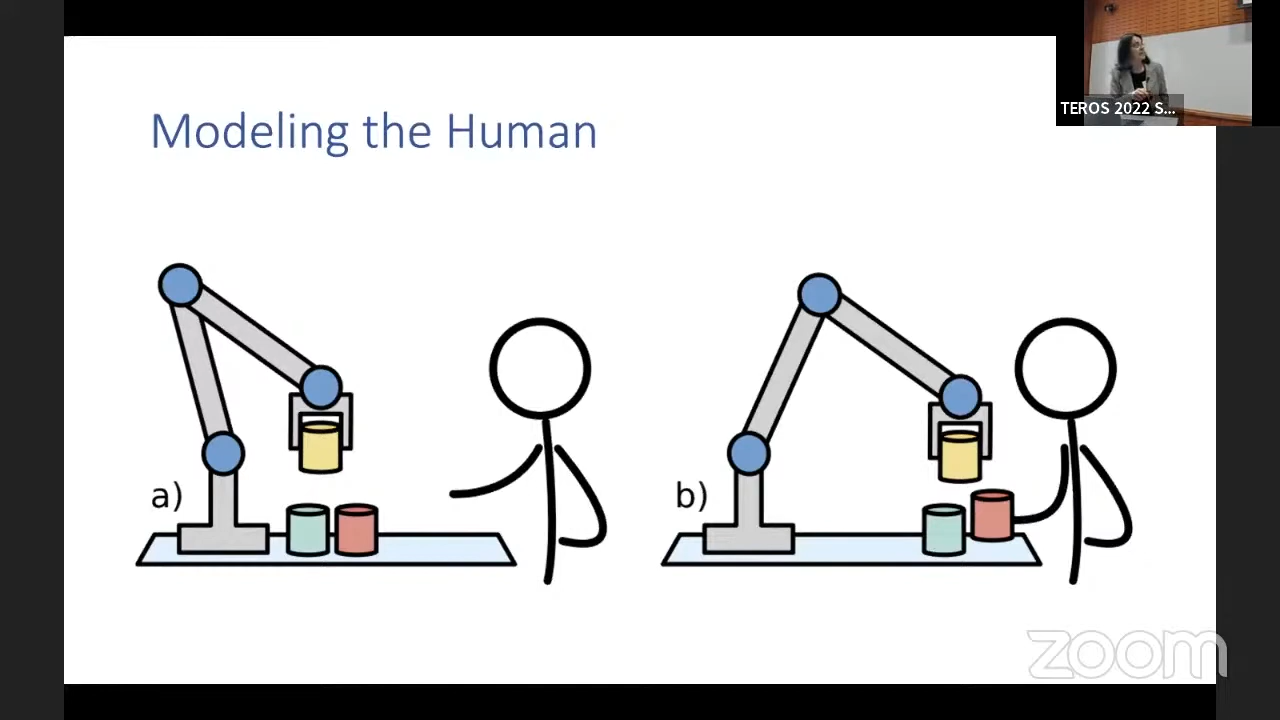 Modeling the Human
TEROS 2022 S...
a)
b)
zoom